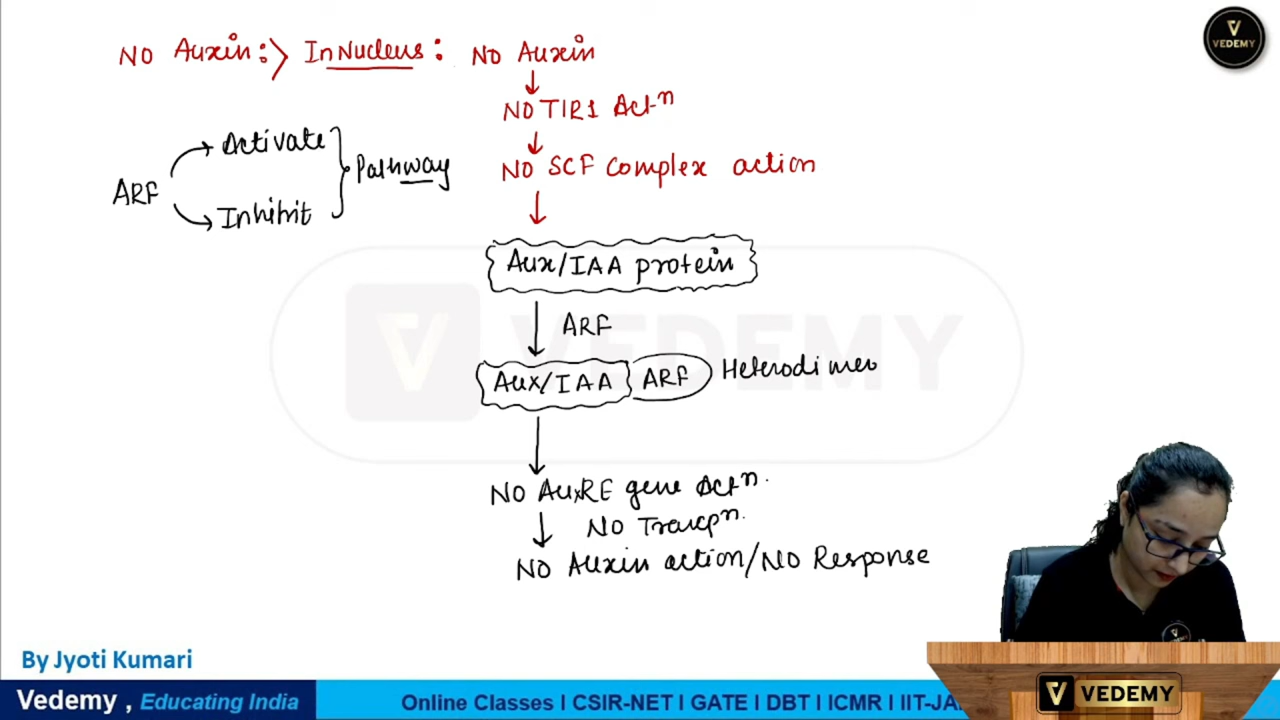 NO Auxin:> In Nucleus: NO Auxin
NO TIR1 Actⁿ
NO SCF complex action
ARF
Activate
Inhibit
Pathway
Aux/IAA protein
ARF
Aux/IAA ARF Heterodimer
NO AuxRE gene Actⁿ.
NO
NO Auxin action/NO Response
VEDEMY
VEDEMY
By Jyoti Kumari
Vedemy , Educating India
Online Classes I CSIR-NET I GATE I DBT I ICMR I IIT-JA
VEDEMY